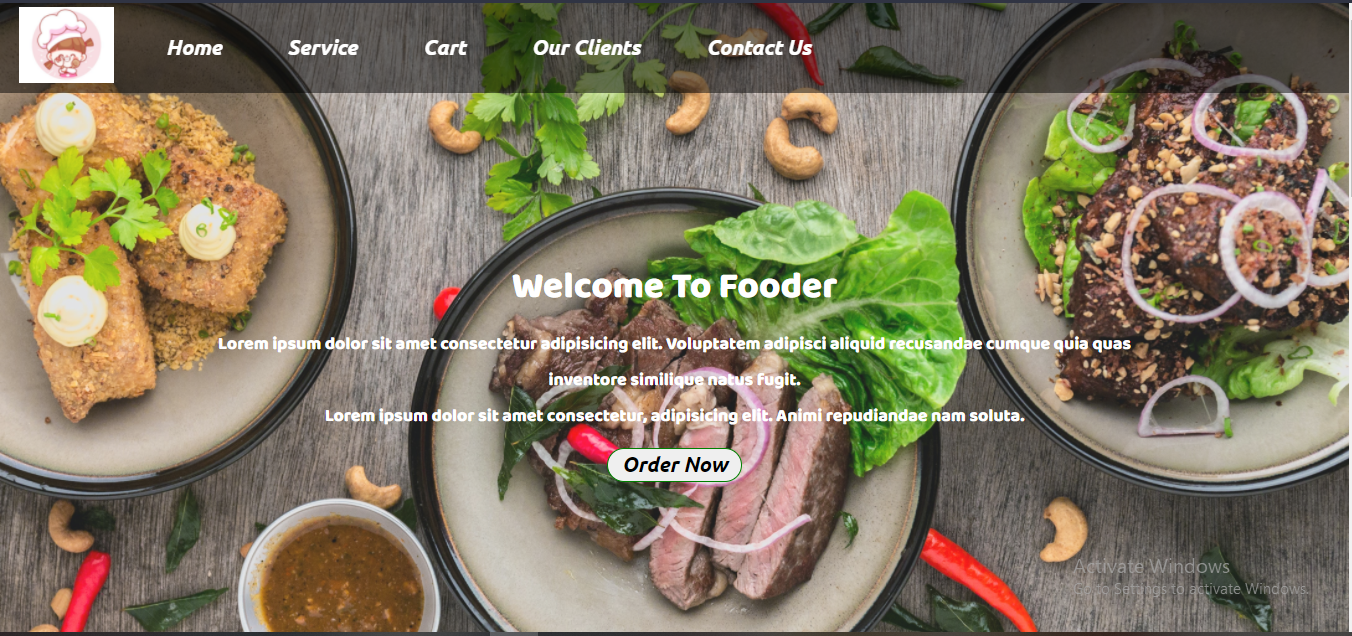 Home Service Cart Our Clients Contact Us
Welcome To Fooder
Lorem ipsum dolor sit amet consectetur adipisicing elit. Voluptatem adipisci aliquid recusandae cumque quia quas
inventore similique natus fugit.
Lorem ipsum dolor sit amet consectetur, adipisicing elit. Animi repudiandae nam soluta.
Order Now
Activate Windows
Go to Settings to activate Windows.